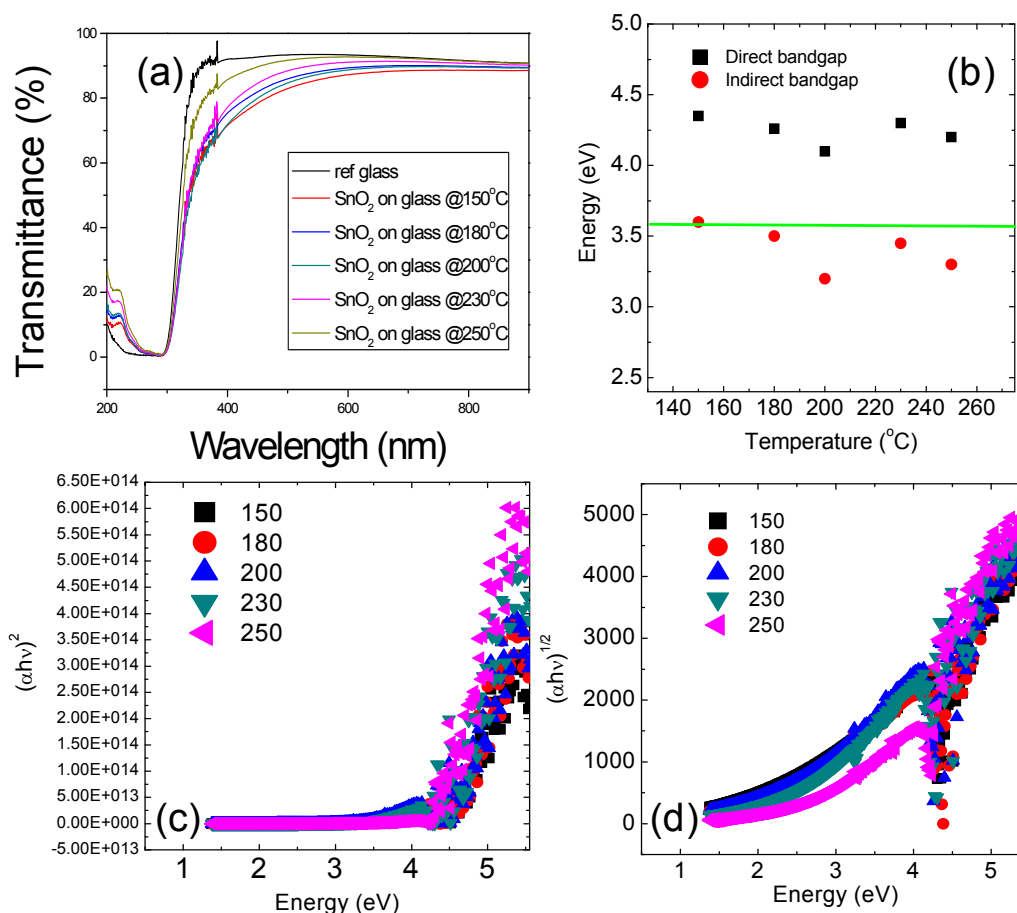 (a)
Transmittance (%)
100
80
60
40
20
0
ref glass
SnO2 on glass @150°C
SnO2 on glass @180°C
SnO2 on glass @200°C
SnO2 on glass @230°C
SnO2 on glass @250°C
200 400 600 800
Wavelength (nm)
(b)
Direct bandgap
Indirect bandgap
Energy (eV)
5.0
4.5
4.0
3.5
3.0
2.5
140 160 180 200 220 240 260
Temperature (°C)
(c)
(αhν)²
6.50E+014
6.00E+014
5.50E+014
5.00E+014
4.50E+014
4.00E+014
3.50E+014
3.00E+014
2.50E+014
2.00E+014
1.50E+014
1.00E+014
5.00E+013
0.00E+000
-5.00E+013
150
180
200
230
250
1 2 3 4 5
Energy (eV)
(d)
(αhν)^1/2
5000
4000
3000
2000
1000
0
150
180
200
230
250
1 2 3 4 5
Energy (eV)